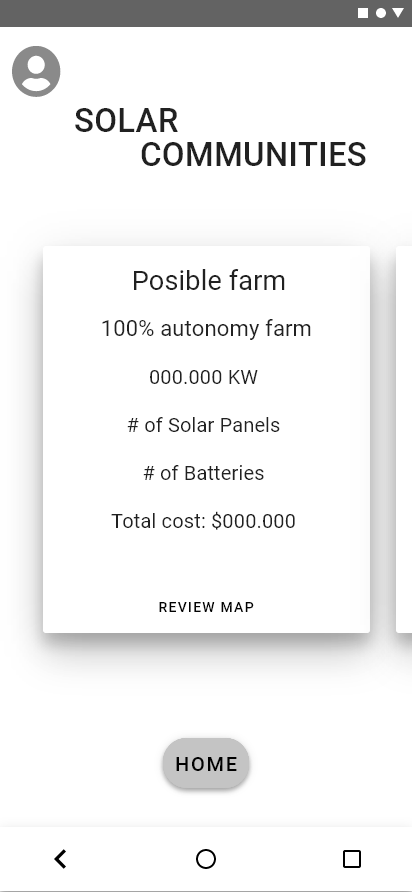 SOLAR
COMMUNITIES
Posible farm
100% autonomy farm
000.000 KW
# of Solar Panels
# of Batteries
Total cost: $000.000
REVIEW MAP
HOME